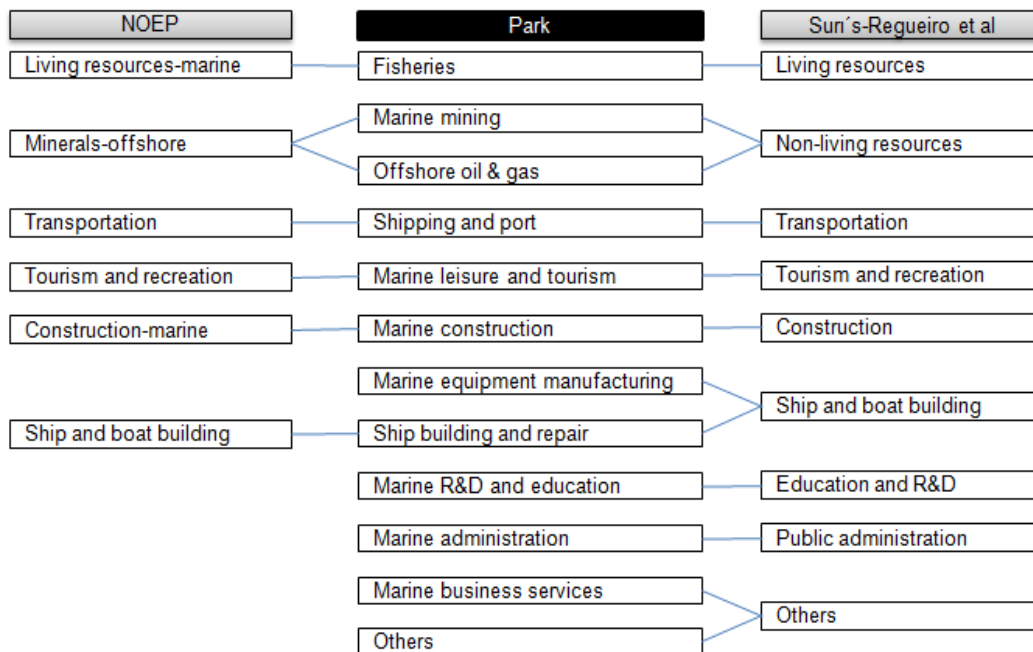 NOEP
Park
Surı´s-Regueiro et al
Living resources-marine
Fisheries
Living resources
Marine mining
Minerals-offshore
Non-living resources
Offshore oil & gas
Transportation
Shipping and port
Transportation
Tourism and recreation
Marine leisure and tourism
Tourism and recreation
Construction-marine
Marine construction
Construction
Marine equipment manufacturing
Ship and boat building
Ship and boat building
Ship building and repair
Marine R&D and education
Education and R&D
Marine administration
Public administration
Marine business services
Others
Others